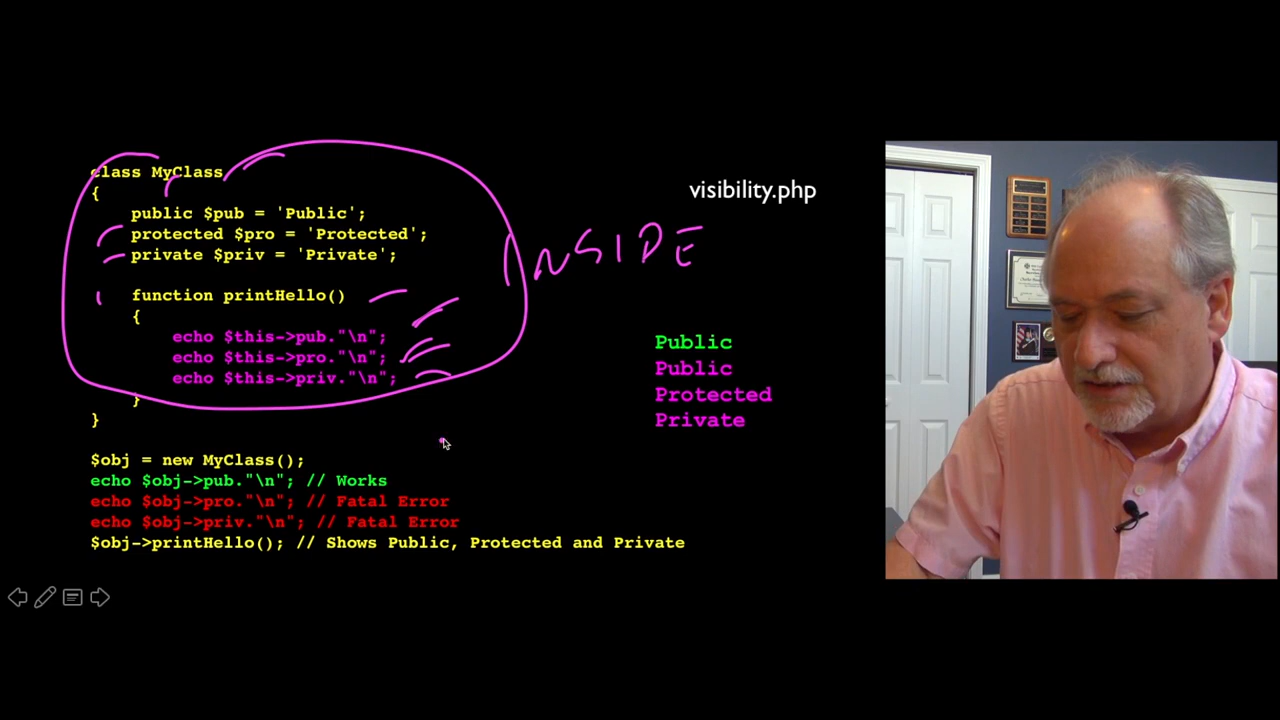 class MyClass
{
public $pub = 'Public';
protected $pro = 'Protected';
private $priv = 'Private';
function printHello()
{
echo $this->pub."\n";
echo $this->pro."\n";
echo $this->priv."\n";
}
}
$obj = new MyClass();
echo $obj->pub."\n"; // Works
echo $obj->pro."\n"; // Fatal Error
echo $obj->priv."\n"; // Fatal Error
$obj->printHello(); // Shows Public, Protected and Private
visibility.php
INSIDE
Public
Public
Protected
Private